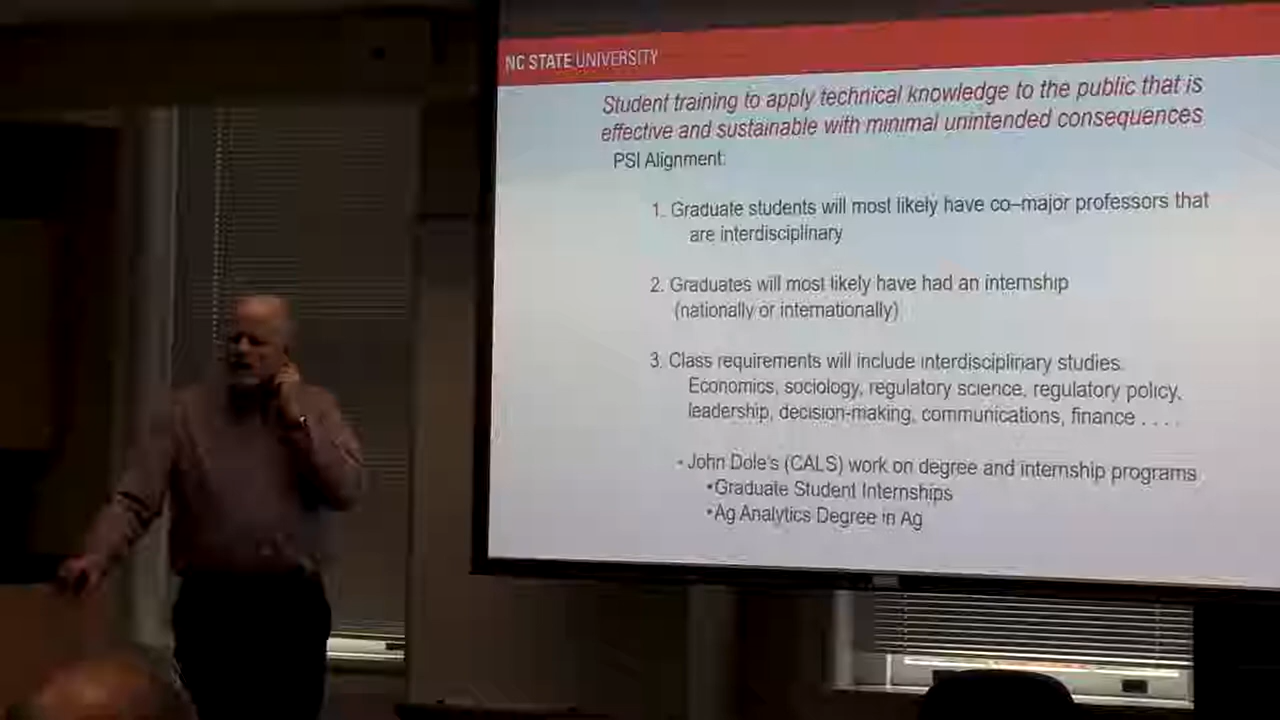 NC STATE UNIVERSITY
Student training to apply technical knowledge to the public that is
effective and sustainable with minimal unintended consequences
PSI Alignment:
1. Graduate students will most likely have co–major professors that
are interdisciplinary
2. Graduates will most likely have had an internship
(nationally or internationally)
3. Class requirements will include interdisciplinary studies.
Economics, sociology, regulatory science, regulatory policy,
leadership, decision-making, communications, finance . . . .
• John Dole's (CALS) work on degree and internship programs
•Graduate Student Internships
•Ag Analytics Degree in Ag